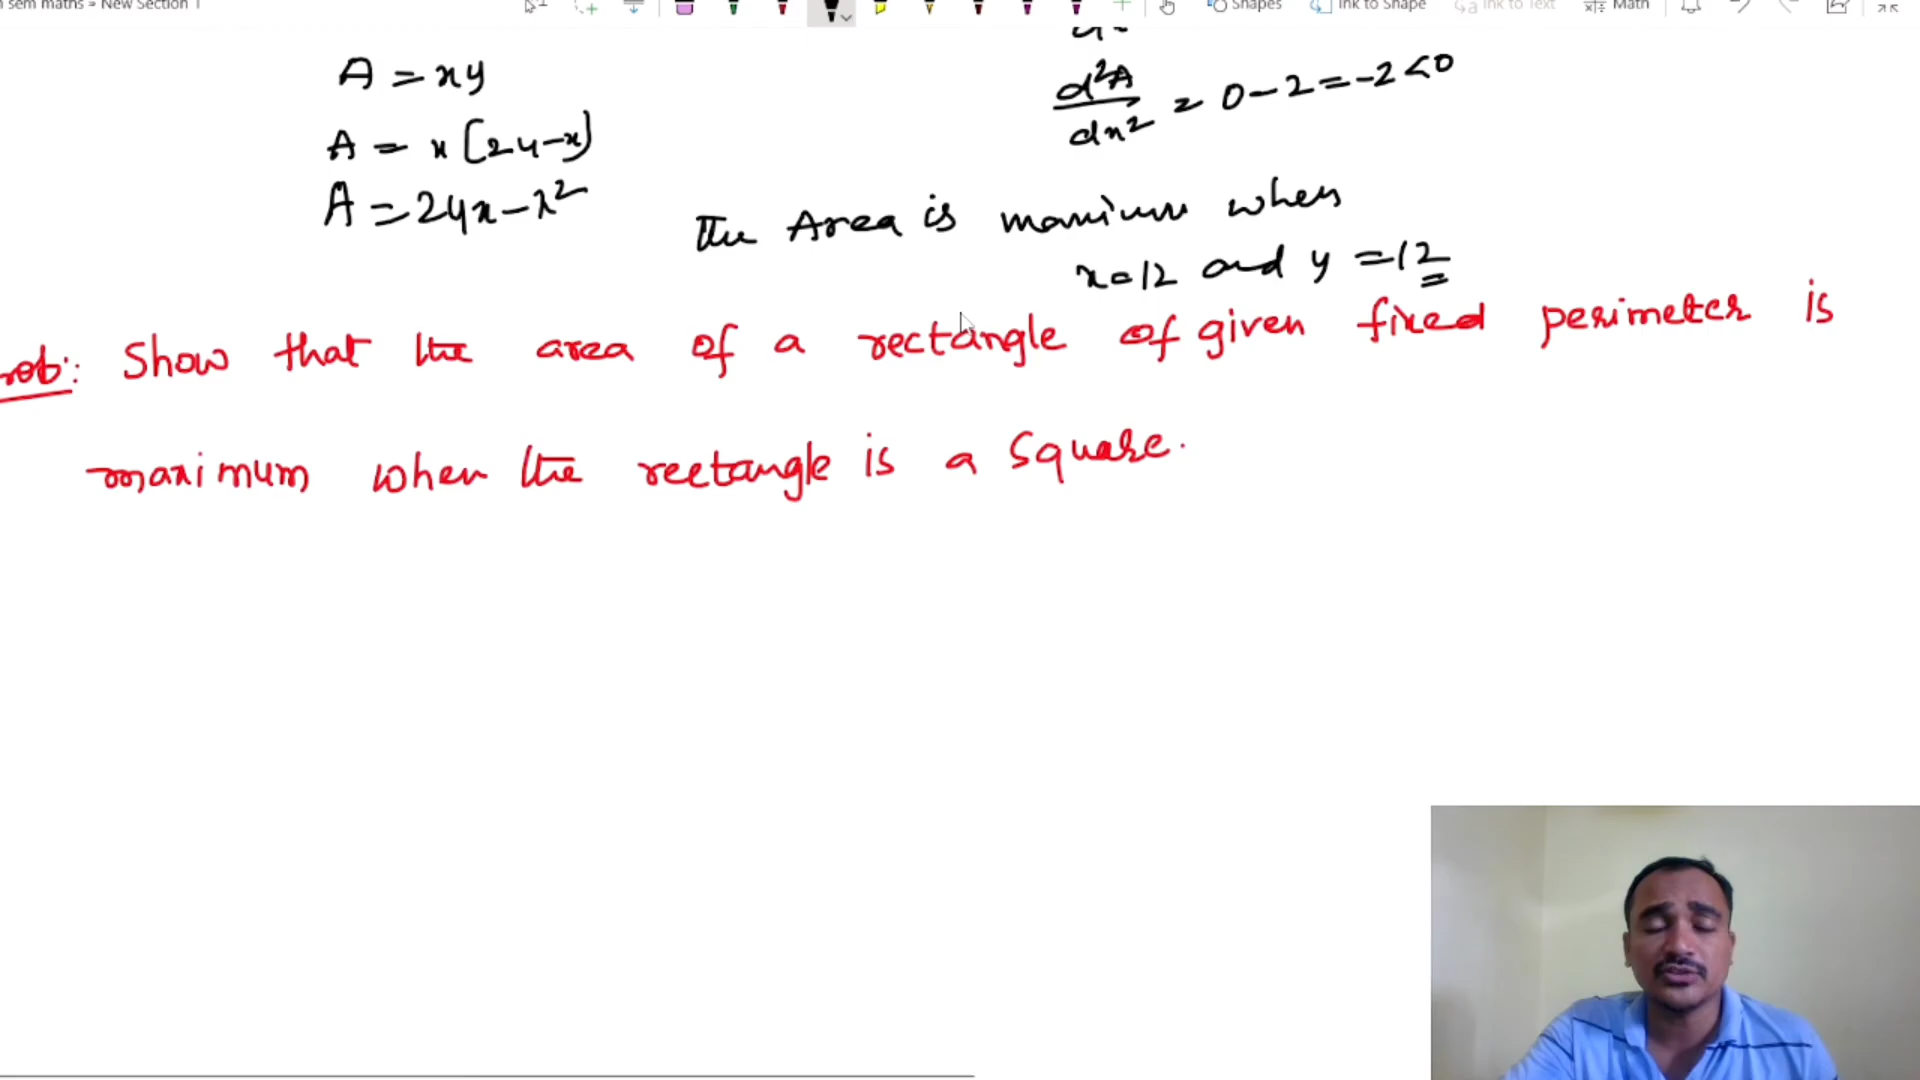 sem maths » New Section 1
Shapes
Ink to Shape
Ink to Text
Math
A = xy
A = x[24-x)
A = 24x-x²
d²A
dx² = 0-2 = -2 <0
The Area is maximum when
x=12 and y =12
rob: Show that the area of a rectangle of given fixed perimeter is
maximum when the rectangle is a square.